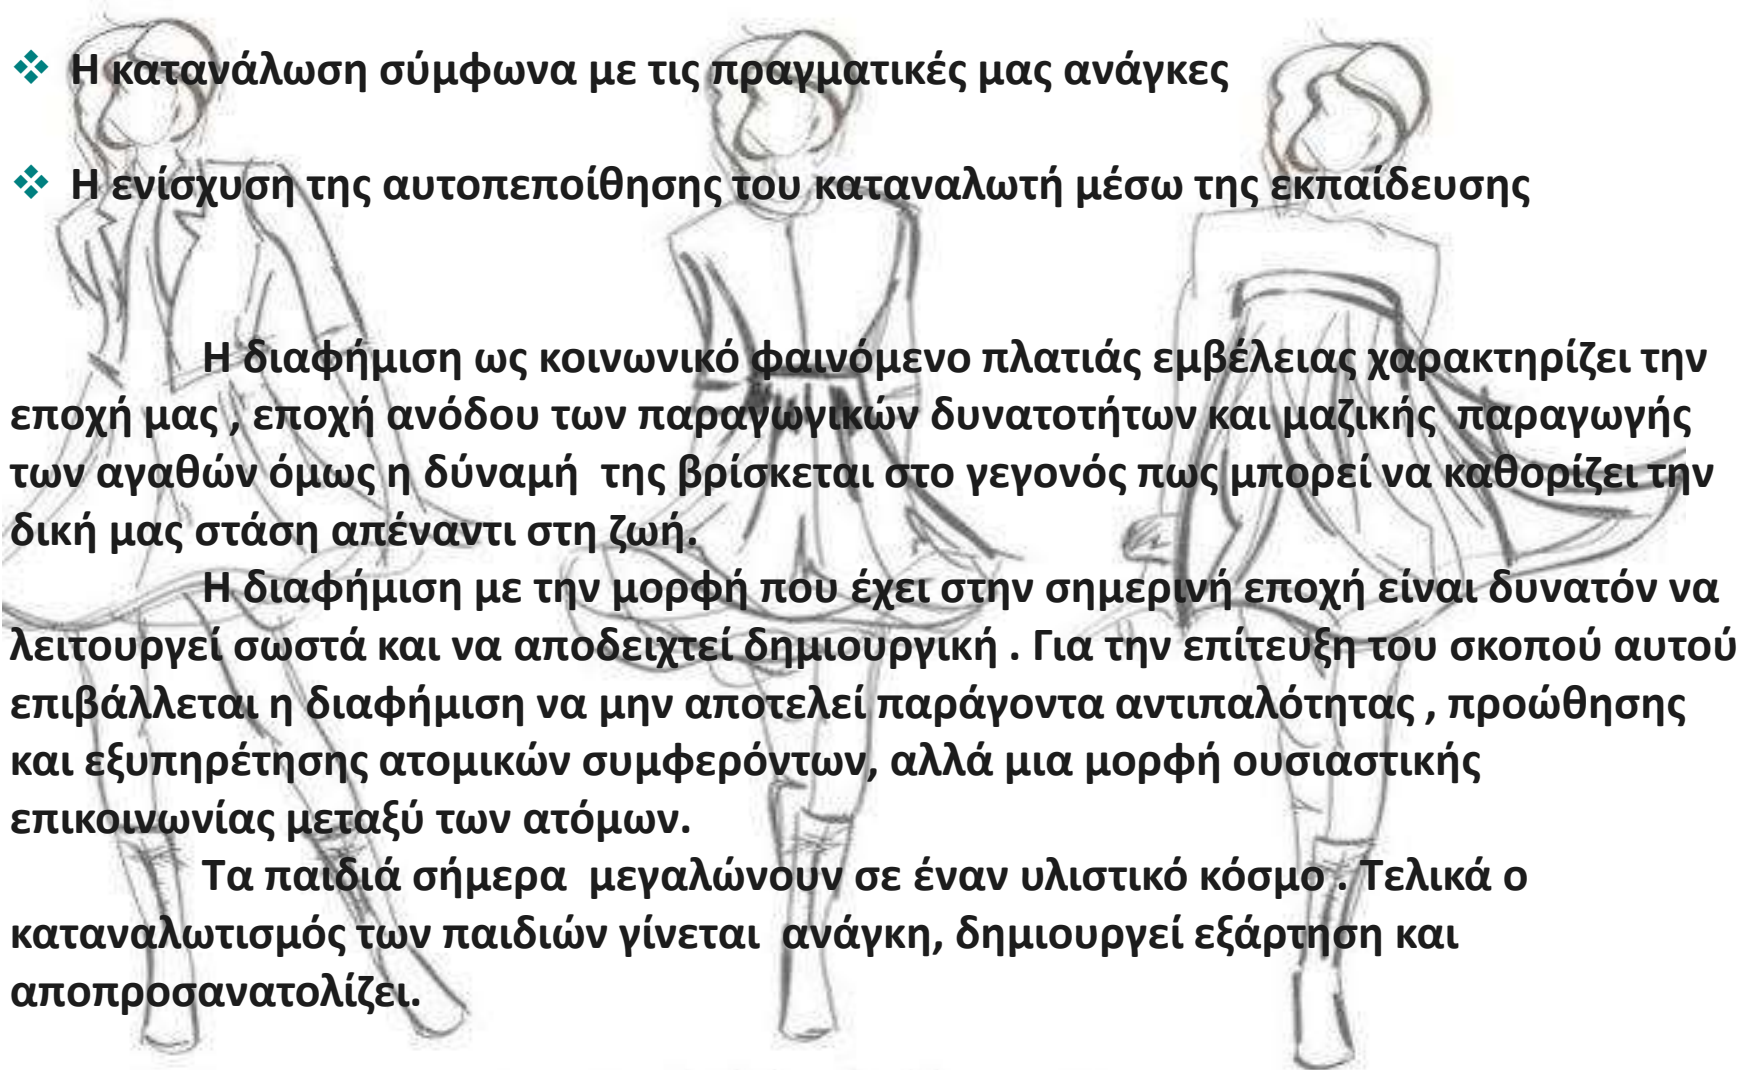 ❖ Η κατανάλωση σύμφωνα με τις πραγματικές μας ανάγκες
❖ Η ενίσχυση της αυτοπεποίθησης του καταναλωτή μέσω της εκπαίδευσης
Η διαφήμιση ως κοινωνικό φαινόμενο πλατιάς εμβέλειας χαρακτηρίζει την
εποχή μας , εποχή ανόδου των παραγωγικών δυνατοτήτων και μαζικής παραγωγής
των αγαθών όμως η δύναμή της βρίσκεται στο γεγονός πως μπορεί να καθορίζει την
δική μας στάση απέναντι στη ζωή.
Η διαφήμιση με την μορφή που έχει στην σημερινή εποχή είναι δυνατόν να
λειτουργεί σωστά και να αποδειχτεί δημιουργική . Για την επίτευξη του σκοπού αυτού
επιβάλλεται η διαφήμιση να μην αποτελεί παράγοντα αντιπαλότητας , προώθησης
και εξυπηρέτησης ατομικών συμφερόντων, αλλά μια μορφή ουσιαστικής
επικοινωνίας μεταξύ των ατόμων.
Τα παιδιά σήμερα μεγαλώνουν σε έναν υλιστικό κόσμο . Τελικά ο
καταναλωτισμός των παιδιών γίνεται ανάγκη, δημιουργεί εξάρτηση και
αποπροσανατολίζει.